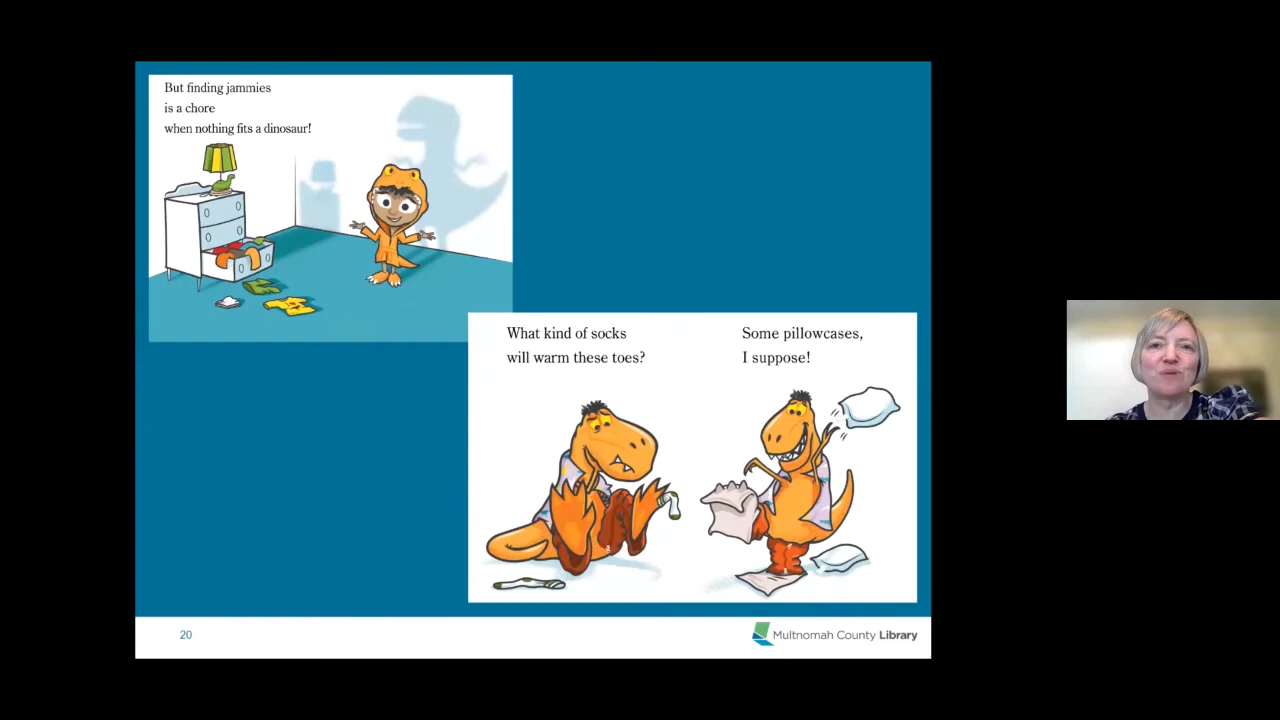 But finding jammies
is a chore
when nothing fits a dinosaur!
What kind of socks
will warm these toes?
Some pillowcases,
I suppose!
20
Multnomah County Library